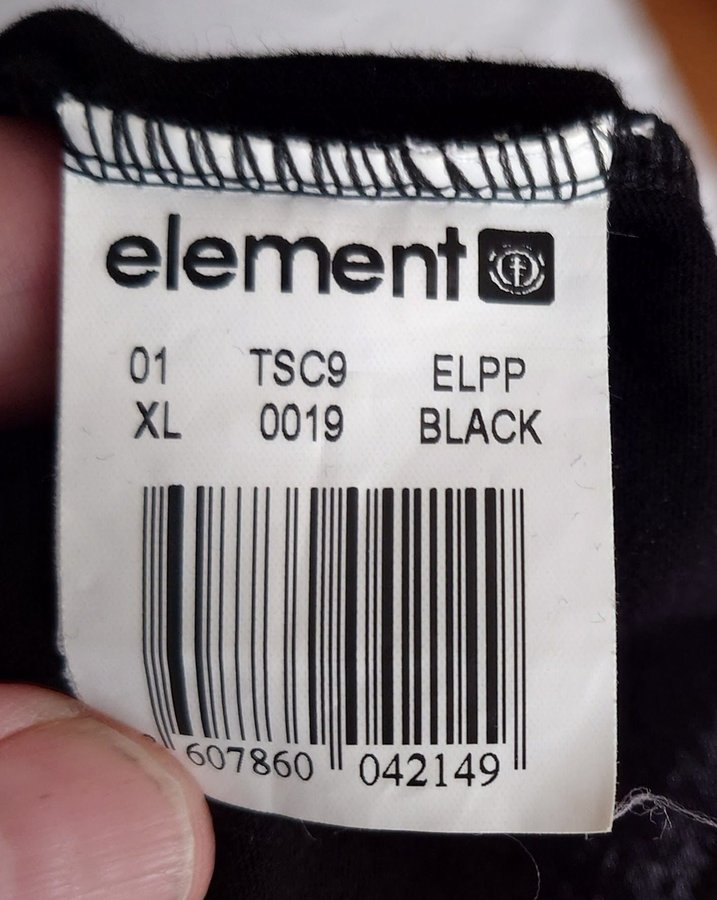 element
01 TSC9 ELPP
XL 0019 BLACK
607860 042149